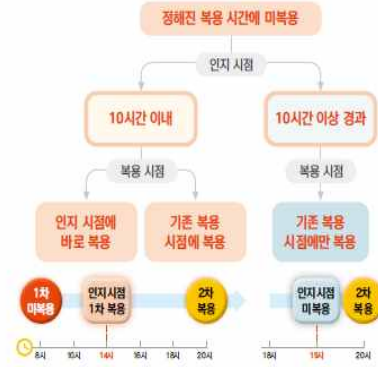 정해진 복용 시간에 미복용
인지 시점
10시간 이내
10시간 이상 경과
복용 시점
복용 시점
인지 시점에
바로 복용
기존 복용
시점에 복용
기존 복용
시점에만 복용
1차
미복용
인지시점
1차 복용
2차
복용
인지시점
미복용
2차
복용
8시 10시 14시 16시 18시 20시
18시 15시 20시